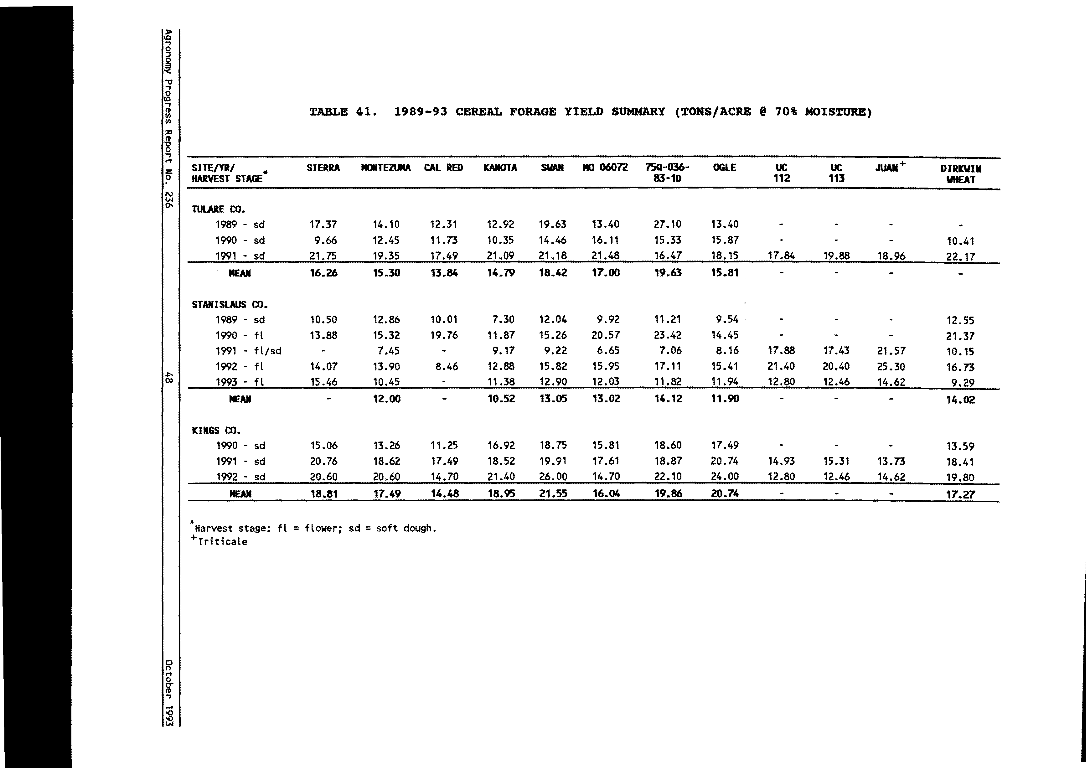 Agronomy Progress Report No. 236
48
October 1993
TABLE 41. 1989-93 CEREAL FORAGE YIELD SUMMARY (TONS/ACRE @ 70% MOISTURE)
SITE/YR/ SIERRA MONTEZUMA CAL RED KANOTA SWAN MO 06072 75Q-036- OGLE UC UC JUAN+ DIRKWIN
HARVEST STAGE* 83-1D 112 113 WHEAT
TULARE CO.
1989 - sd 17.37 14.10 12.31 12.92 19.63 13.40 27.10 13.40 - - - -
1990 - sd 9.66 12.45 11.73 10.35 14.46 16.11 15.33 15.87 - - - 10.41
1991 - sd 21.75 19.35 17.49 21.09 21.18 21.48 16.47 18.15 17.84 19.88 18.96 22.17
MEAN 16.26 15.30 13.84 14.79 18.42 17.00 19.63 15.81 - - - -
STANISLAUS CO.
1989 - sd 10.50 12.86 10.01 7.30 12.04 9.92 11.21 9.54 - - - 12.55
1990 - fl 13.88 15.32 19.76 11.87 15.26 20.57 23.42 14.45 - - - 21.37
1991 - fl/sd - 7.45 - 9.17 9.22 6.65 7.06 8.16 17.88 17.43 21.57 10.15
1992 - fl 14.07 13.90 8.46 12.88 15.82 15.95 17.11 15.41 21.40 20.40 25.30 16.73
1993 - fl 15.46 10.45 - 11.38 12.90 12.03 11.82 11.94 12.80 12.46 14.62 9.29
MEAN - 12.00 - 10.52 13.05 13.02 14.12 11.90 - - - 14.02
KINGS CO.
1990 - sd 15.06 13.26 11.25 16.92 18.75 15.81 18.60 17.49 - - - 13.59
1991 - sd 20.76 18.62 17.49 18.52 19.91 17.61 18.87 20.74 14.93 15.31 13.73 18.41
1992 - sd 20.60 20.60 14.70 21.40 26.00 14.70 22.10 24.00 12.80 12.46 14.62 19.80
MEAN 18.81 17.49 14.48 18.95 21.55 16.04 19.86 20.74 - - - 17.27
*Harvest stage: fl = flower; sd = soft dough.
+Triticale